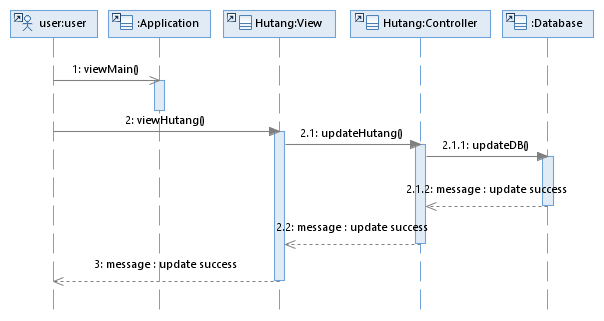 user:user
:Application
Hutang:View
Hutang:Controller
:Database
1: viewMain()
2: viewHutang()
2.1: updateHutang()
2.1.1: updateDB()
2.1.2: message : update success
2.2: message : update success
3: message : update success